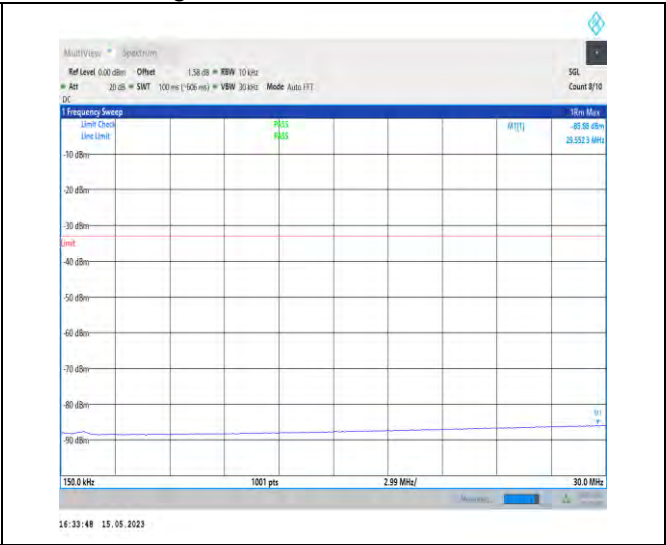 MultiView Spectrum
Ref Level 0.00 dBm Offset 1.58 dB RBW 10 kHz SGL
Att 20 dB SWT 100 ms (~606 ms) VBW 30 kHz Mode Auto FFT Count 8/10
DC
1 Frequency Sweep 1Rm Max
Limit Check PASS M1[1] -85.88 dBm
Line Limit PASS 29.552 3 MHz
-10 dBm
-20 dBm
-30 dBm
Limit
-40 dBm
-50 dBm
-60 dBm
-70 dBm
-80 dBm
M1
-90 dBm
150.0 kHz 1001 pts 2.99 MHz/ 30.0 MHz
16:33:48 15.05.2023